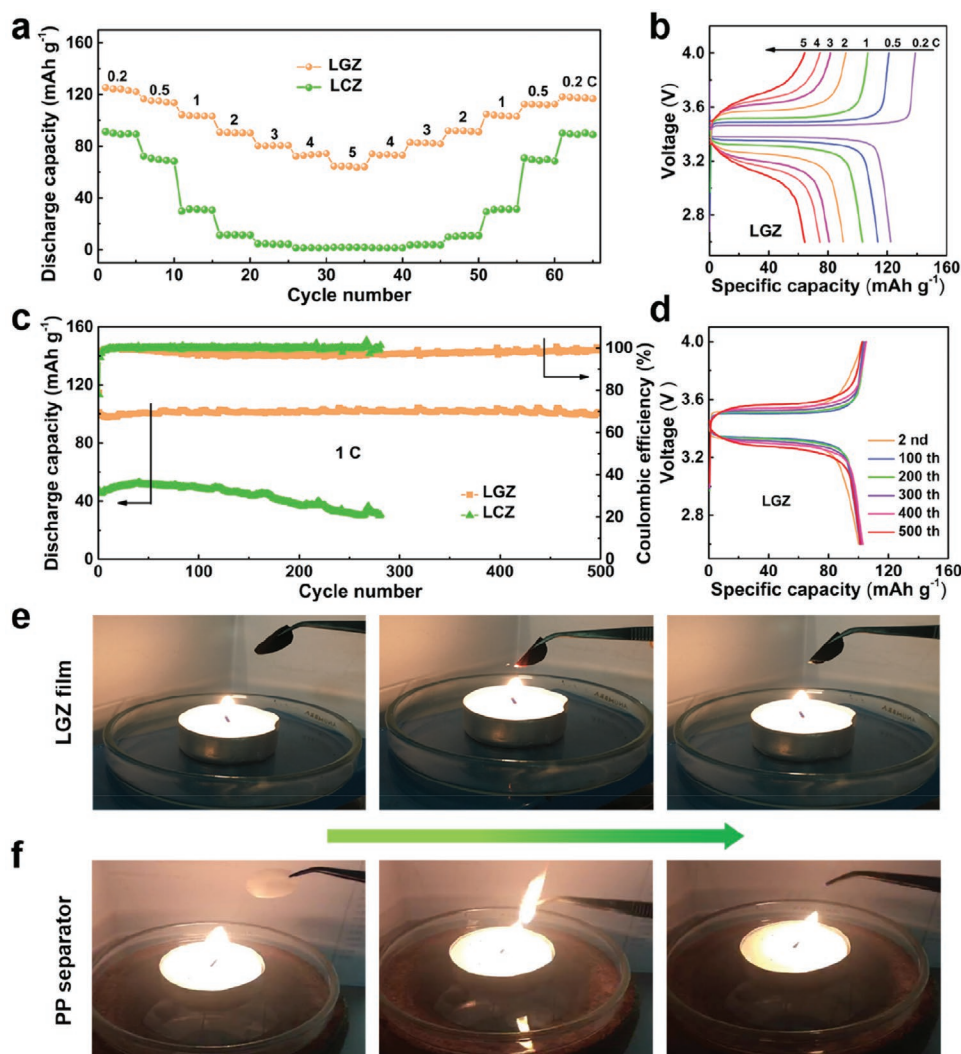 a
Discharge capacity (mAh g⁻¹)
160
120
80
40
0
LGZ
LCZ
0.2
0.5
1
2
3
4
5
4
3
2
1
0.5
0.2 C
0 10 20 30 40 50 60
Cycle number
b
Voltage (V)
4.0
3.6
3.2
2.8
5 4 3 2 1 0.5 0.2 C
LGZ
0 40 80 120 160
Specific capacity (mAh g⁻¹)
c
Discharge capacity (mAh g⁻¹)
160
120
80
40
0
1 C
LGZ
LCZ
100
80
60
40
20
0
Coulombic efficiency (%)
0 100 200 300 400 500
Cycle number
d
Voltage (V)
4.0
3.6
3.2
2.8
LGZ
2 nd
100 th
200 th
300 th
400 th
500 th
0 40 80 120 160
Specific capacity (mAh g⁻¹)
e
LGZ film
f
PP separator